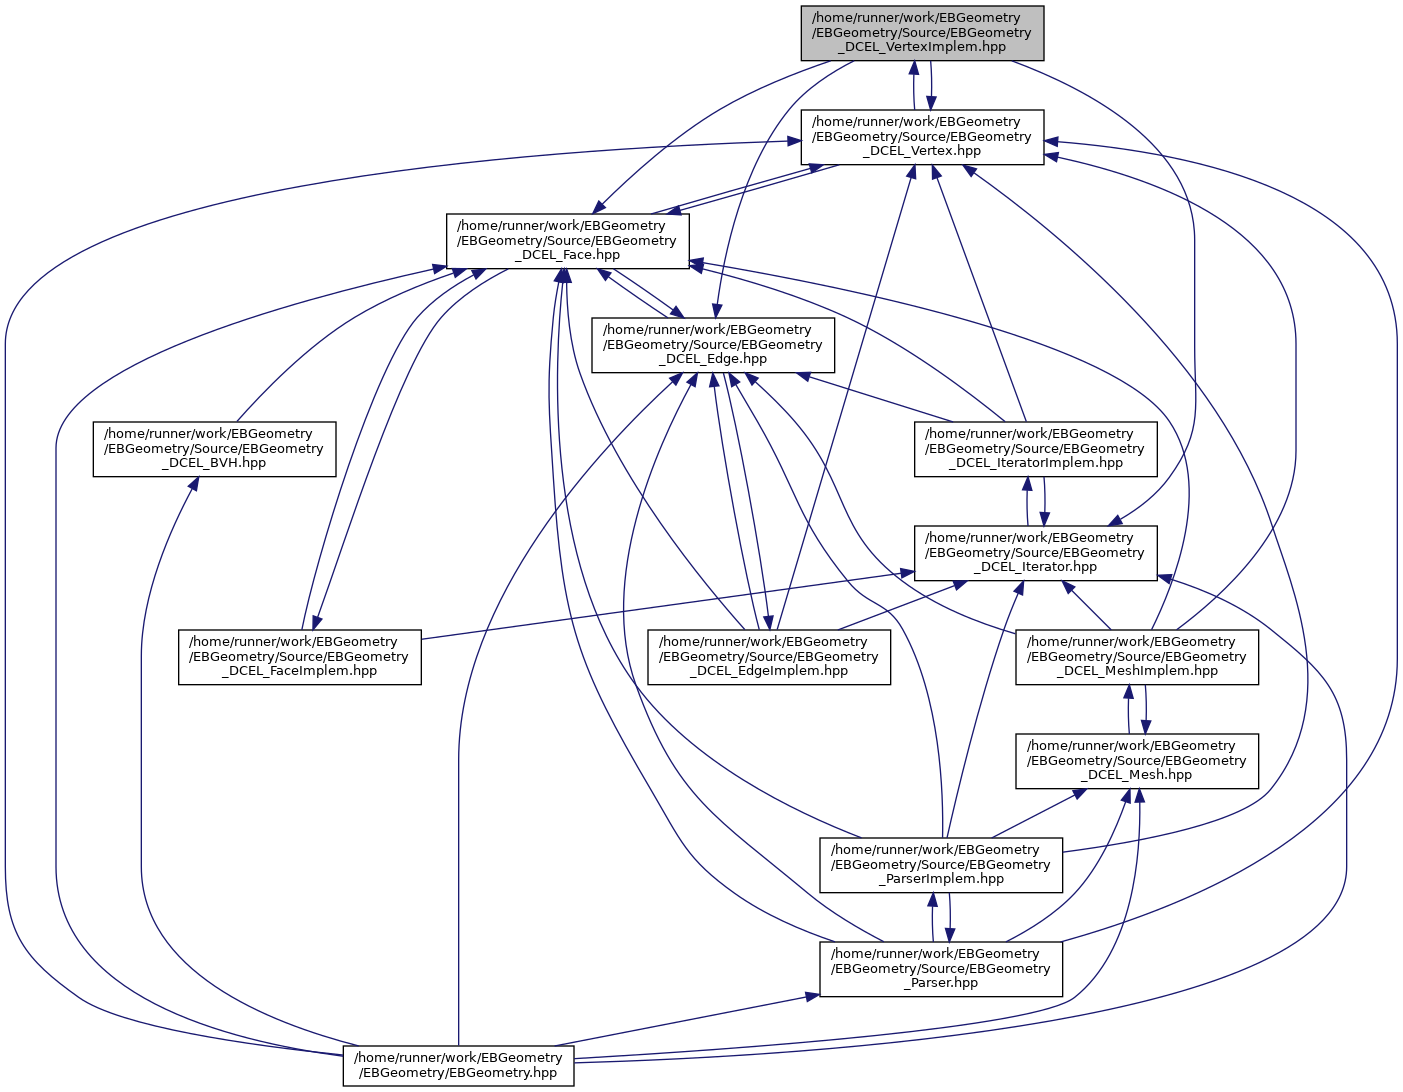 /home/runner/work/EBGeometry
/EBGeometry/Source/EBGeometry
_DCEL_VertexImplem.hpp
/home/runner/work/EBGeometry
/EBGeometry/Source/EBGeometry
_DCEL_Vertex.hpp
/home/runner/work/EBGeometry
/EBGeometry/Source/EBGeometry
_DCEL_Face.hpp
/home/runner/work/EBGeometry
/EBGeometry/Source/EBGeometry
_DCEL_Edge.hpp
/home/runner/work/EBGeometry
/EBGeometry/Source/EBGeometry
_DCEL_BVH.hpp
/home/runner/work/EBGeometry
/EBGeometry/Source/EBGeometry
_DCEL_IteratorImplem.hpp
/home/runner/work/EBGeometry
/EBGeometry/Source/EBGeometry
_DCEL_Iterator.hpp
/home/runner/work/EBGeometry
/EBGeometry/Source/EBGeometry
_DCEL_FaceImplem.hpp
/home/runner/work/EBGeometry
/EBGeometry/Source/EBGeometry
_DCEL_EdgeImplem.hpp
/home/runner/work/EBGeometry
/EBGeometry/Source/EBGeometry
_DCEL_MeshImplem.hpp
/home/runner/work/EBGeometry
/EBGeometry/Source/EBGeometry
_DCEL_Mesh.hpp
/home/runner/work/EBGeometry
/EBGeometry/Source/EBGeometry
_ParserImplem.hpp
/home/runner/work/EBGeometry
/EBGeometry/Source/EBGeometry
_Parser.hpp
/home/runner/work/EBGeometry
/EBGeometry/EBGeometry.hpp